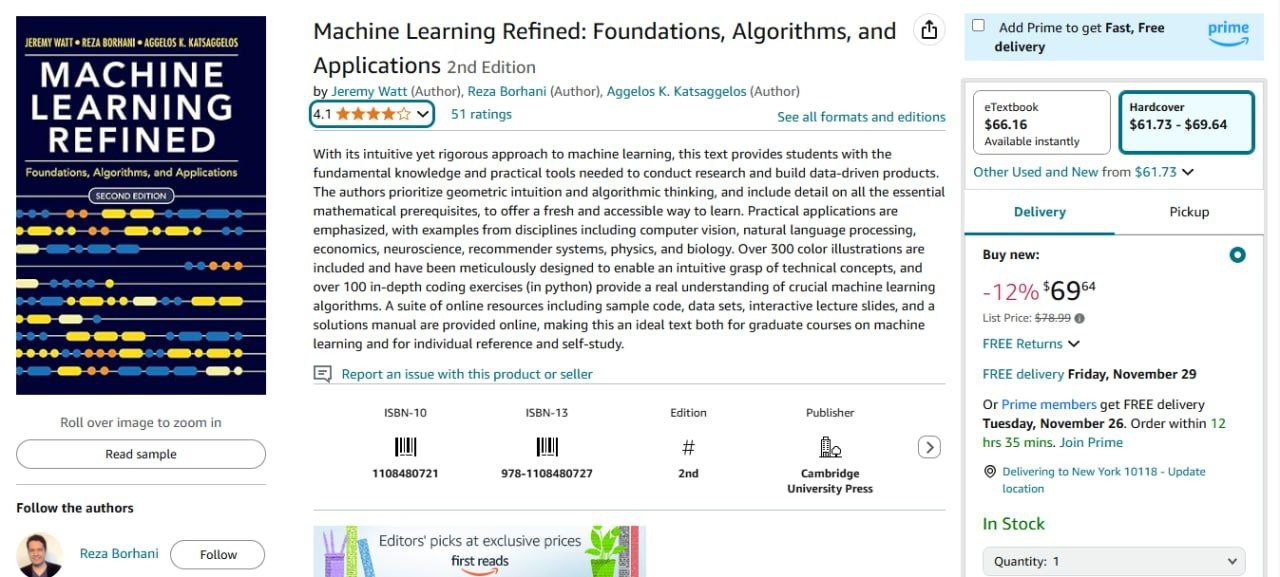 JEREMY WATT • REZA BORHANI • AGGELOS K. KATSAGGELOS
MACHINE
LEARNING
REFINED
Foundations, Algorithms, and Applications
SECOND EDITION
Roll over image to zoom in
Read sample
Follow the authors
Reza Borhani
Follow
Machine Learning Refined: Foundations, Algorithms, and
Applications 2nd Edition
by Jeremy Watt (Author), Reza Borhani (Author), Aggelos K. Katsaggelos (Author)
4.1 51 ratings
See all formats and editions
With its intuitive yet rigorous approach to machine learning, this text provides students with the
fundamental knowledge and practical tools needed to conduct research and build data-driven products.
The authors prioritize geometric intuition and algorithmic thinking, and include detail on all the essential
mathematical prerequisites, to offer a fresh and accessible way to learn. Practical applications are
emphasized, with examples from disciplines including computer vision, natural language processing,
economics, neuroscience, recommender systems, physics, and biology. Over 300 color illustrations are
included and have been meticulously designed to enable an intuitive grasp of technical concepts, and
over 100 in-depth coding exercises (in python) provide a real understanding of crucial machine learning
algorithms. A suite of online resources including sample code, data sets, interactive lecture slides, and a
solutions manual are provided online, making this an ideal text both for graduate courses on machine
learning and for individual reference and self-study.
Report an issue with this product or seller
ISBN-10
1108480721
ISBN-13
978-1108480727
Edition
#
2nd
Publisher
Cambridge
University Press
Editors' picks at exclusive prices
first reads
Add Prime to get Fast, Free
delivery
prime
eTextbook
$66.16
Available instantly
Hardcover
$61.73 - $69.64
Other Used and New from $61.73
Delivery
Pickup
Buy new:
-12% $69 64
List Price: $78.99
FREE Returns
FREE delivery Friday, November 29
Or Prime members get FREE delivery
Tuesday, November 26. Order within 12
hrs 35 mins. Join Prime
Delivering to New York 10118 - Update
location
In Stock
Quantity: 1